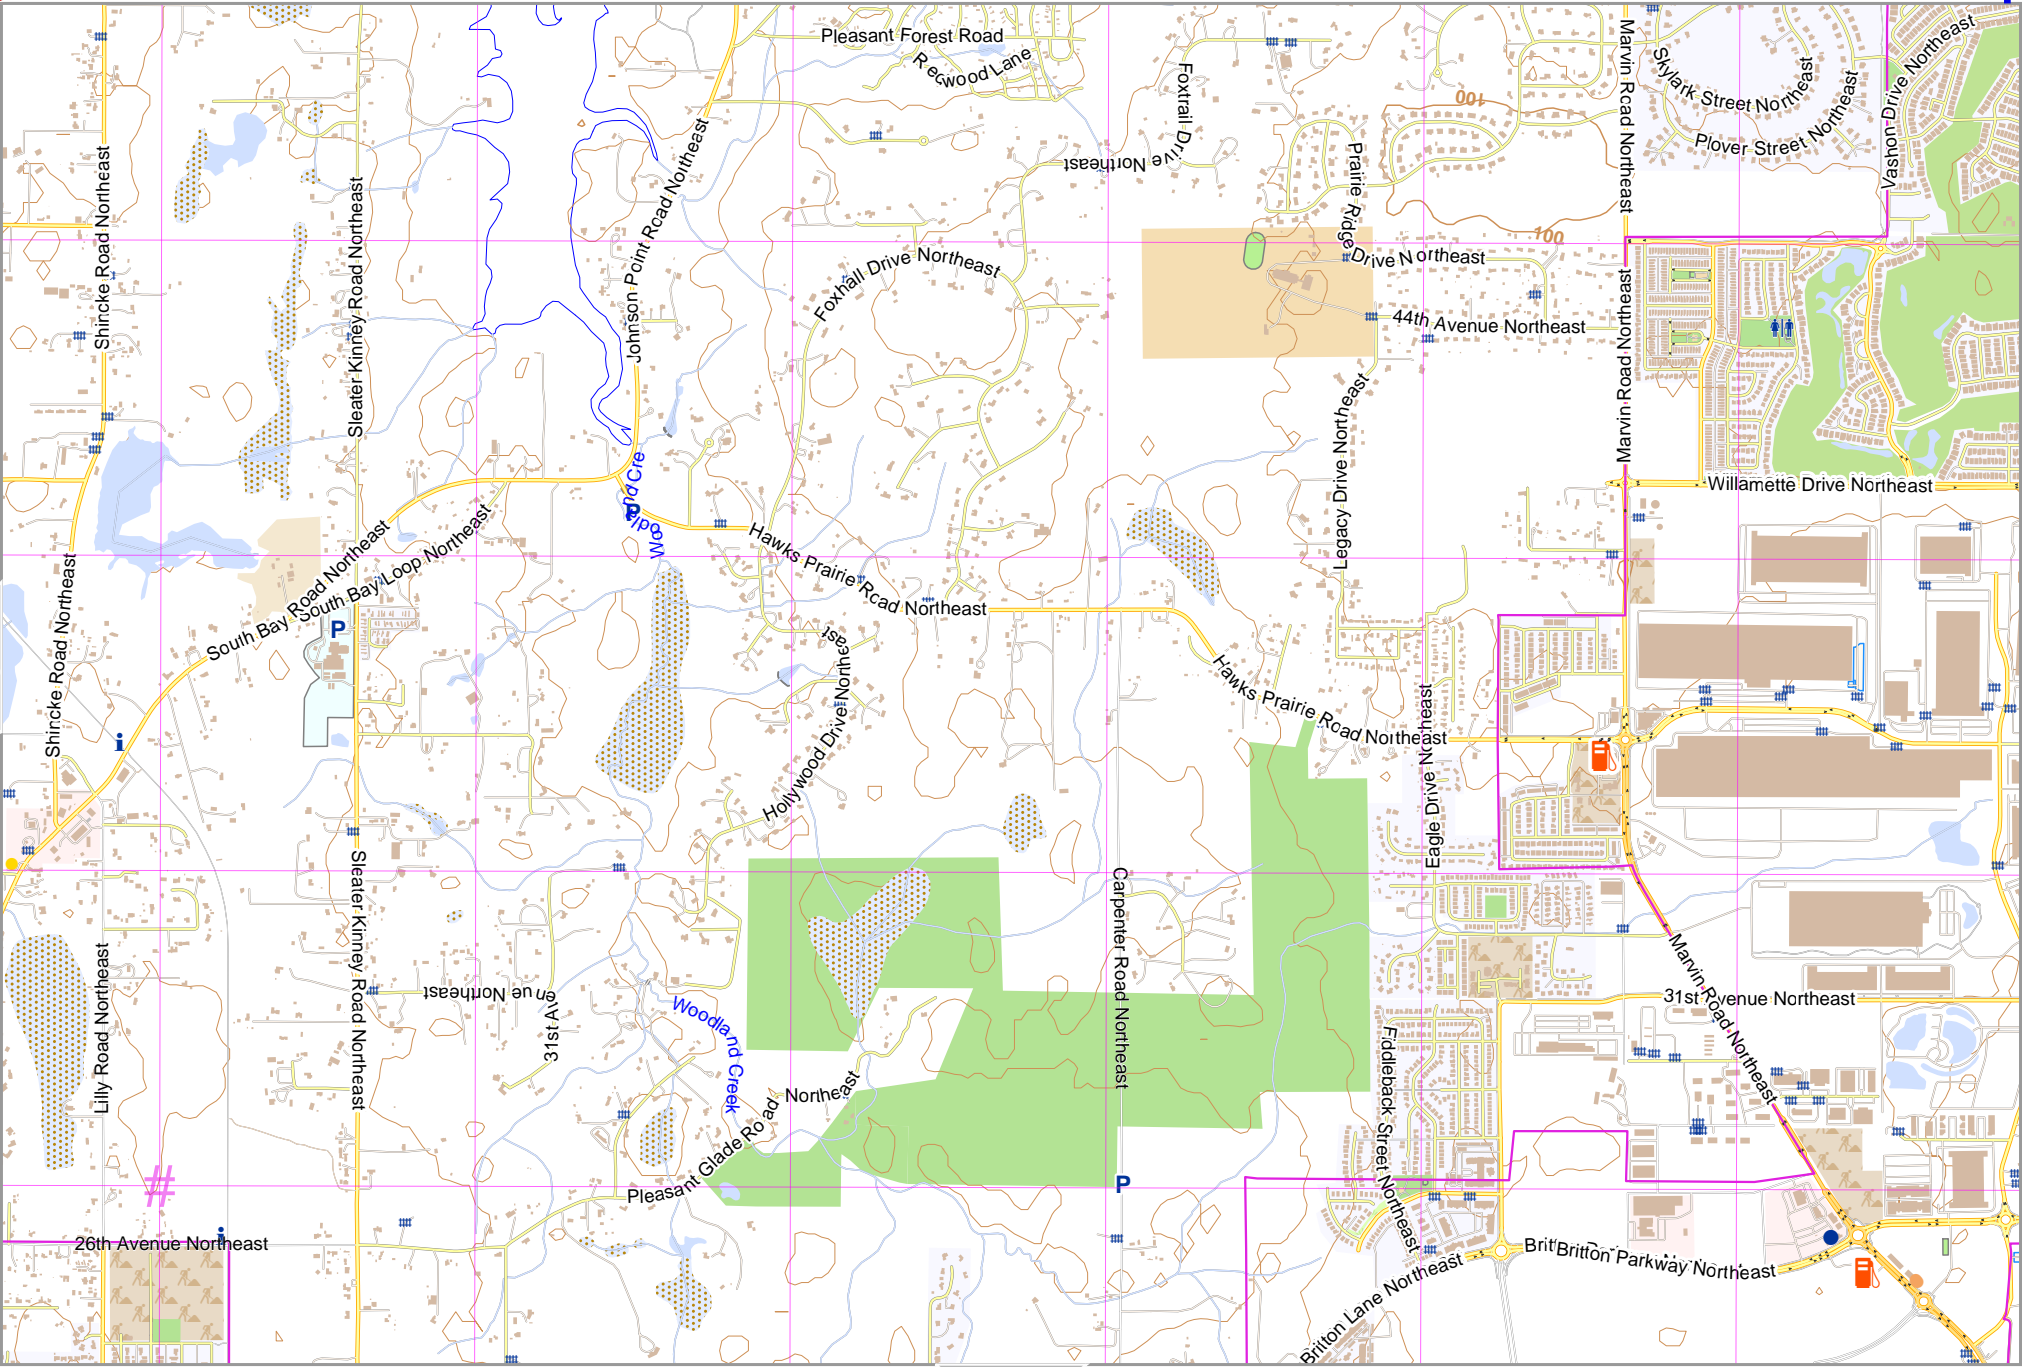 Pleasant Forest Road
Redwood Lane
Foxtrail Drive Northeast
Marvin Road Northeast
Skylark Street Northeast
Plover Street Northeast
Vashon Drive Northeast
100
100
Shincke Road Northeast
Sleater Kinney Road Northeast
Johnson Point Road Northeast
Foxhall Drive Northeast
Prairie Ridge Drive Northeast
44th Avenue Northeast
Marvin Road Northeast
Legacy Drive Northeast
Willamette Drive Northeast
P
South Bay Road Northeast
South Bay Loop Northeast
Hawks Prairie Road Northeast
P
Shincke Road Northeast
i
Hollywood Drive Northeast
Hawks Prairie Road Northeast
Eagle Drive Northeast
Sleater Kinney Road Northeast
Carpenter Road Northeast
Lilly Road Northeast
31st Avenue Northeast
Woodland Creek
Marvin Road Northeast
31st Avenue Northeast
Fiddleback Street Northeast
Pleasant Glade Road Northeast
P
#
i
26th Avenue Northeast
Britton Lane Northeast
Britton Parkway Northeast